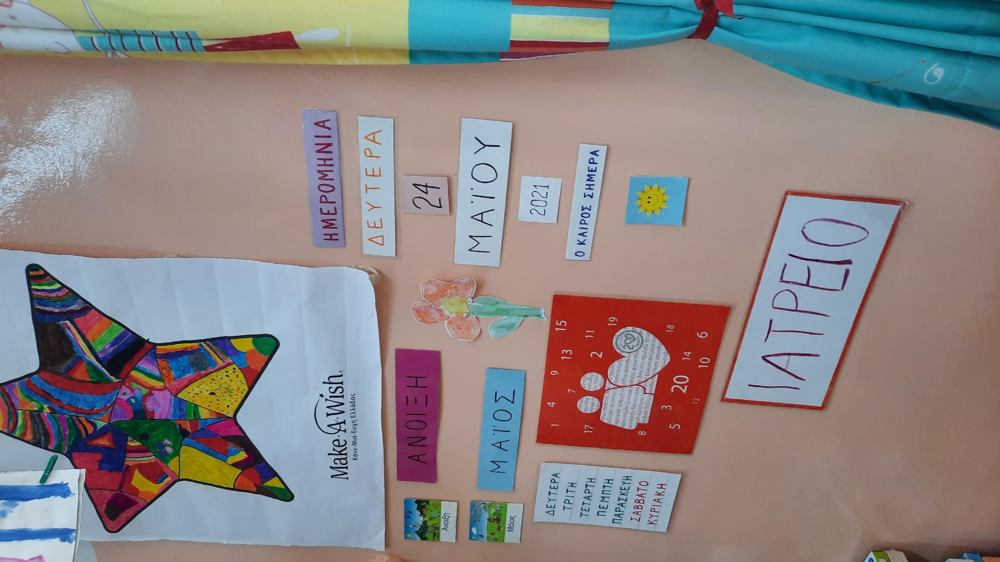 Make-A-Wish®
Κάνε-Μια-Ευχή Ελλάδος
ΗΜΕΡΟΜΗΝΙΑ
ΔΕΥΤΕΡΑ
24
ΜΑΪΟΥ
2021
Ο ΚΑΙΡΟΣ ΣΗΜΕΡΑ
ΑΝΟΙΞΗ
Άνοιξη
ΜΑΪΟΣ
Μάιος
ΔΕΥΤΕΡΑ
ΤΡΙΤΗ
ΤΕΤΑΡΤΗ
ΠΕΜΠΤΗ
ΠΑΡΑΣΚΕΥΗ
ΣΑΒΒΑΤΟ
ΚΥΡΙΑΚΗ
1 4 9 13 15
7
17 2 11
19
20
8
18
5 3 20 14
12 10 6
ΙΑΤΡΕΙΟ